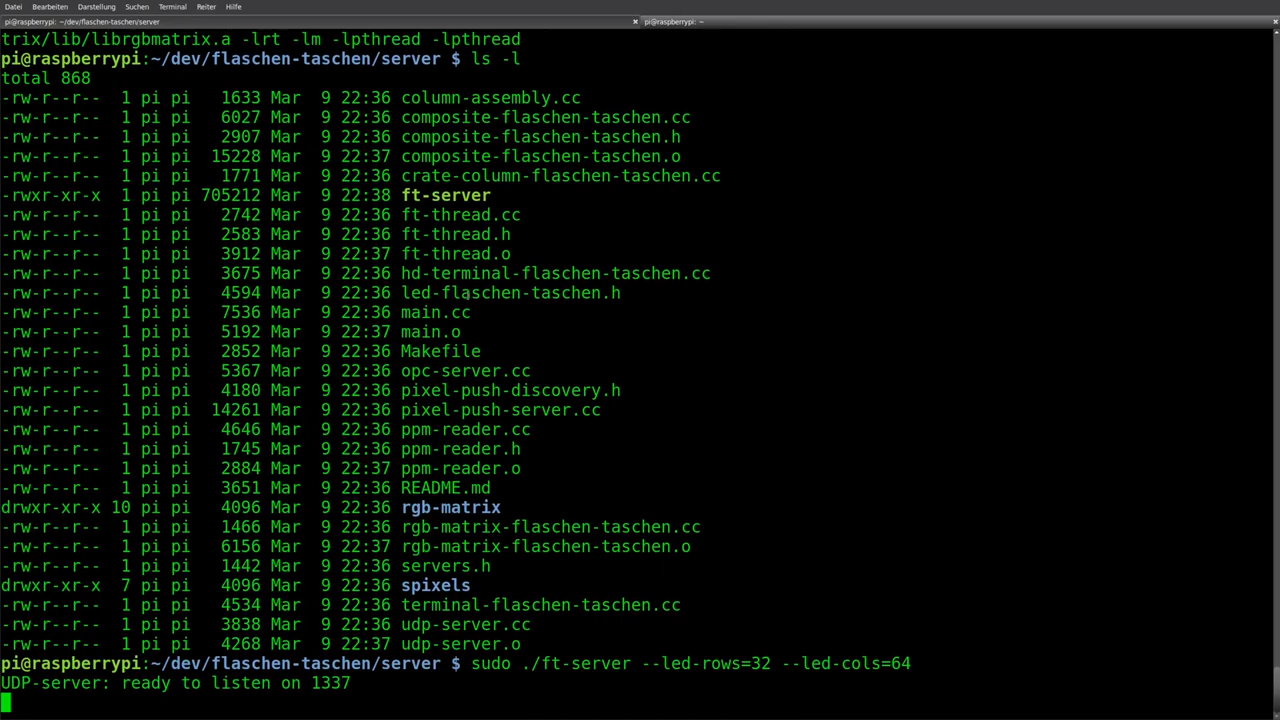 Datei Bearbeiten Darstellung Suchen Terminal Reiter Hilfe
pi@raspberrypi: ~/dev/flaschen-taschen/server × pi@raspberrypi: ~ ×
trix/lib/librgbmatrix.a -lrt -lm -lpthread -lpthread
pi@raspberrypi:~/dev/flaschen-taschen/server $ ls -l
total 868
-rw-r--r-- 1 pi pi 1633 Mar 9 22:36 column-assembly.cc
-rw-r--r-- 1 pi pi 6027 Mar 9 22:36 composite-flaschen-taschen.cc
-rw-r--r-- 1 pi pi 2907 Mar 9 22:36 composite-flaschen-taschen.h
-rw-r--r-- 1 pi pi 15228 Mar 9 22:37 composite-flaschen-taschen.o
-rw-r--r-- 1 pi pi 1771 Mar 9 22:36 crate-column-flaschen-taschen.cc
-rwxr-xr-x 1 pi pi 705212 Mar 9 22:38 ft-server
-rw-r--r-- 1 pi pi 2742 Mar 9 22:36 ft-thread.cc
-rw-r--r-- 1 pi pi 2583 Mar 9 22:36 ft-thread.h
-rw-r--r-- 1 pi pi 3912 Mar 9 22:37 ft-thread.o
-rw-r--r-- 1 pi pi 3675 Mar 9 22:36 hd-terminal-flaschen-taschen.cc
-rw-r--r-- 1 pi pi 4594 Mar 9 22:36 led-flaschen-taschen.h
-rw-r--r-- 1 pi pi 7536 Mar 9 22:36 main.cc
-rw-r--r-- 1 pi pi 5192 Mar 9 22:37 main.o
-rw-r--r-- 1 pi pi 2852 Mar 9 22:36 Makefile
-rw-r--r-- 1 pi pi 5367 Mar 9 22:36 opc-server.cc
-rw-r--r-- 1 pi pi 4180 Mar 9 22:36 pixel-push-discovery.h
-rw-r--r-- 1 pi pi 14261 Mar 9 22:36 pixel-push-server.cc
-rw-r--r-- 1 pi pi 4646 Mar 9 22:36 ppm-reader.cc
-rw-r--r-- 1 pi pi 1745 Mar 9 22:36 ppm-reader.h
-rw-r--r-- 1 pi pi 2884 Mar 9 22:37 ppm-reader.o
-rw-r--r-- 1 pi pi 3651 Mar 9 22:36 README.md
drwxr-xr-x 10 pi pi 4096 Mar 9 22:36 rgb-matrix
-rw-r--r-- 1 pi pi 1466 Mar 9 22:36 rgb-matrix-flaschen-taschen.cc
-rw-r--r-- 1 pi pi 6156 Mar 9 22:37 rgb-matrix-flaschen-taschen.o
-rw-r--r-- 1 pi pi 1442 Mar 9 22:36 servers.h
drwxr-xr-x 7 pi pi 4096 Mar 9 22:36 spixels
-rw-r--r-- 1 pi pi 4534 Mar 9 22:36 terminal-flaschen-taschen.cc
-rw-r--r-- 1 pi pi 3838 Mar 9 22:36 udp-server.cc
-rw-r--r-- 1 pi pi 4268 Mar 9 22:37 udp-server.o
pi@raspberrypi:~/dev/flaschen-taschen/server $ sudo ./ft-server --led-rows=32 --led-cols=64
UDP-server: ready to listen on 1337